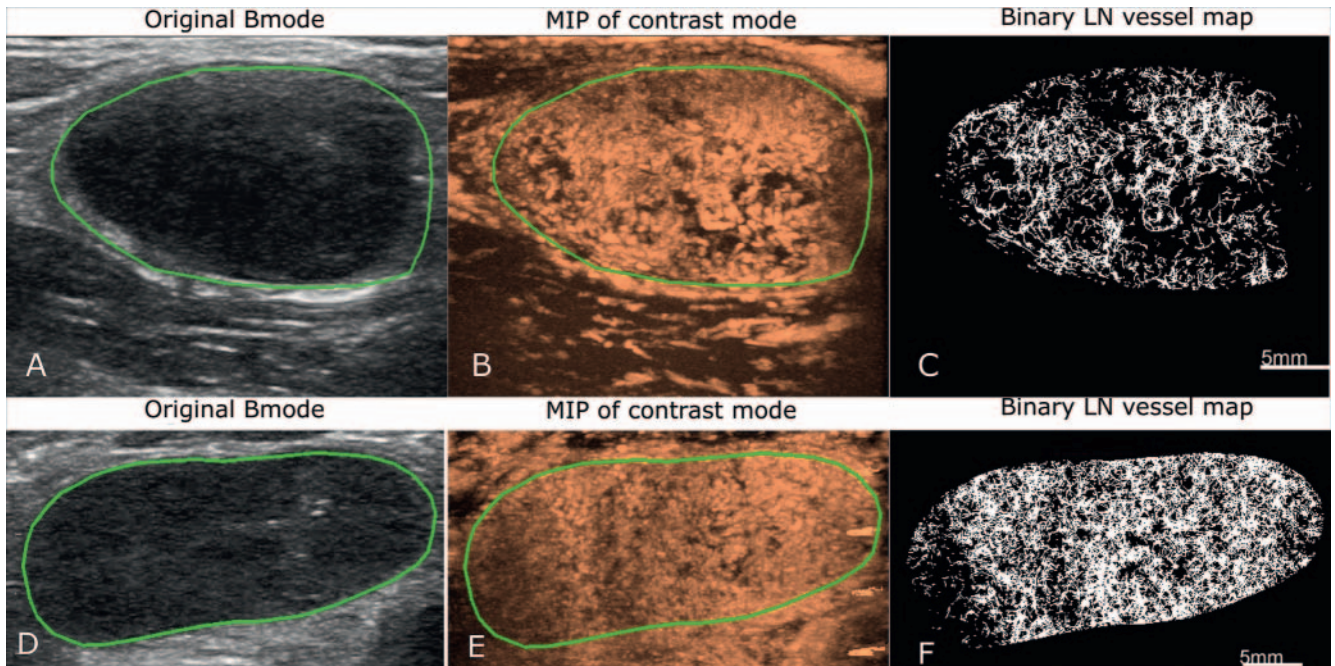 Original Bmode
MIP of contrast mode
Binary LN vessel map
A
B
C
5mm
Original Bmode
MIP of contrast mode
Binary LN vessel map
D
E
F
5mm